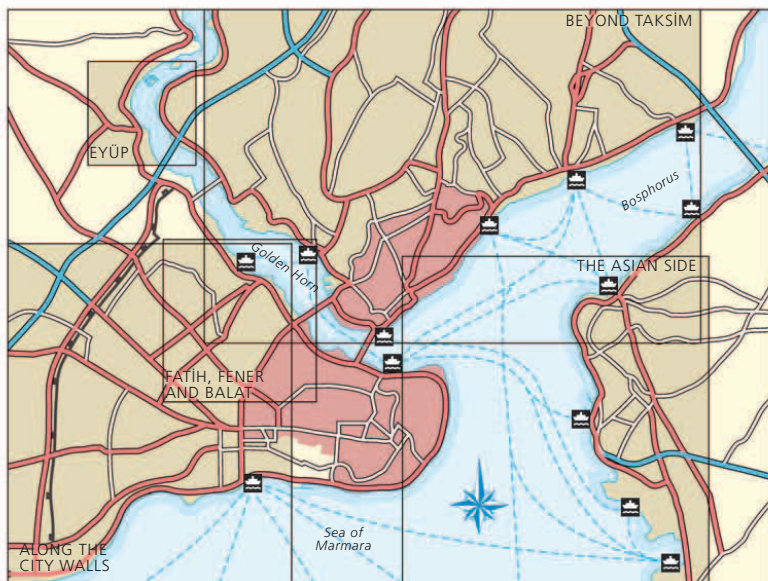 BEYOND TAKSİM
EYÜP
Bosphorus
Golden Horn
THE ASIAN SIDE
FATİH, FENER
AND BALAT
Sea of
Marmara
ALONG THE
CITY WALLS